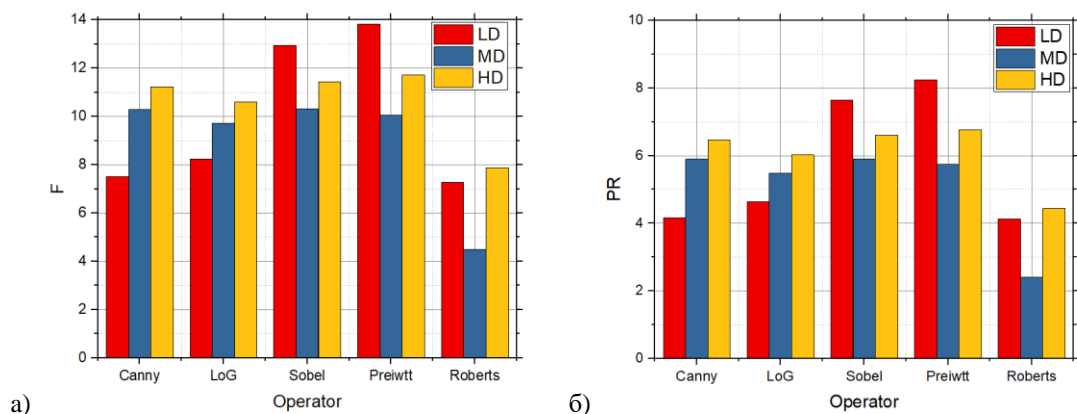 14
12
10
8
6
4
2
0
F
LD
MD
HD
Canny
LoG
Sobel
Preiwtt
Roberts
Operator
а)
10
8
6
4
2
0
PR
LD
MD
HD
Canny
LoG
Sobel
Preiwtt
Roberts
Operator
б)